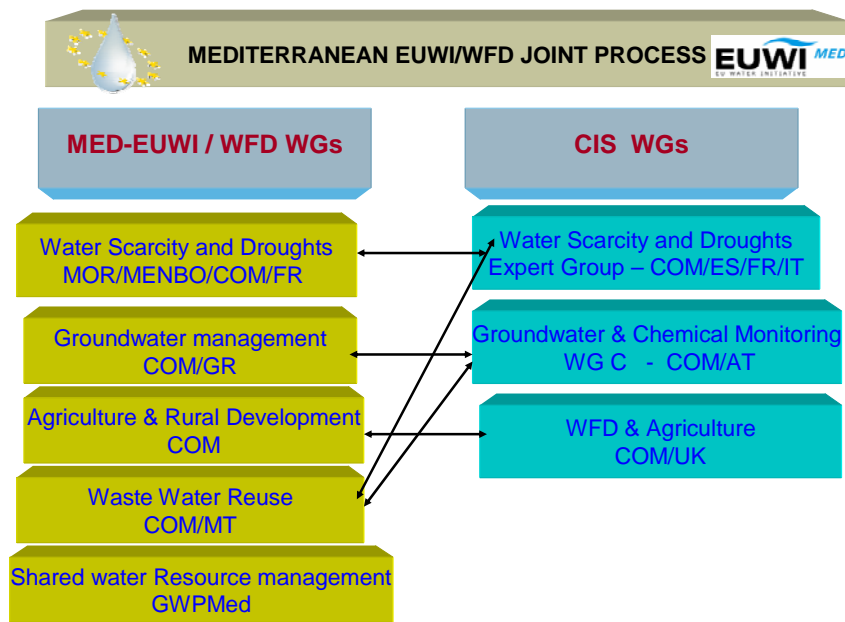 MEDITERRANEAN EUWI/WFD JOINT PROCESS
EUWI MED
EU WATER INITIATIVE
MED-EUWI / WFD WGs
Water Scarcity and Droughts
MOR/MENBO/COM/FR
Groundwater management
COM/GR
Agriculture & Rural Development
COM
Waste Water Reuse
COM/MT
Shared water Resource management
GWPMed
CIS WGs
Water Scarcity and Droughts
Expert Group – COM/ES/FR/IT
Groundwater & Chemical Monitoring
WG C - COM/AT
WFD & Agriculture
COM/UK